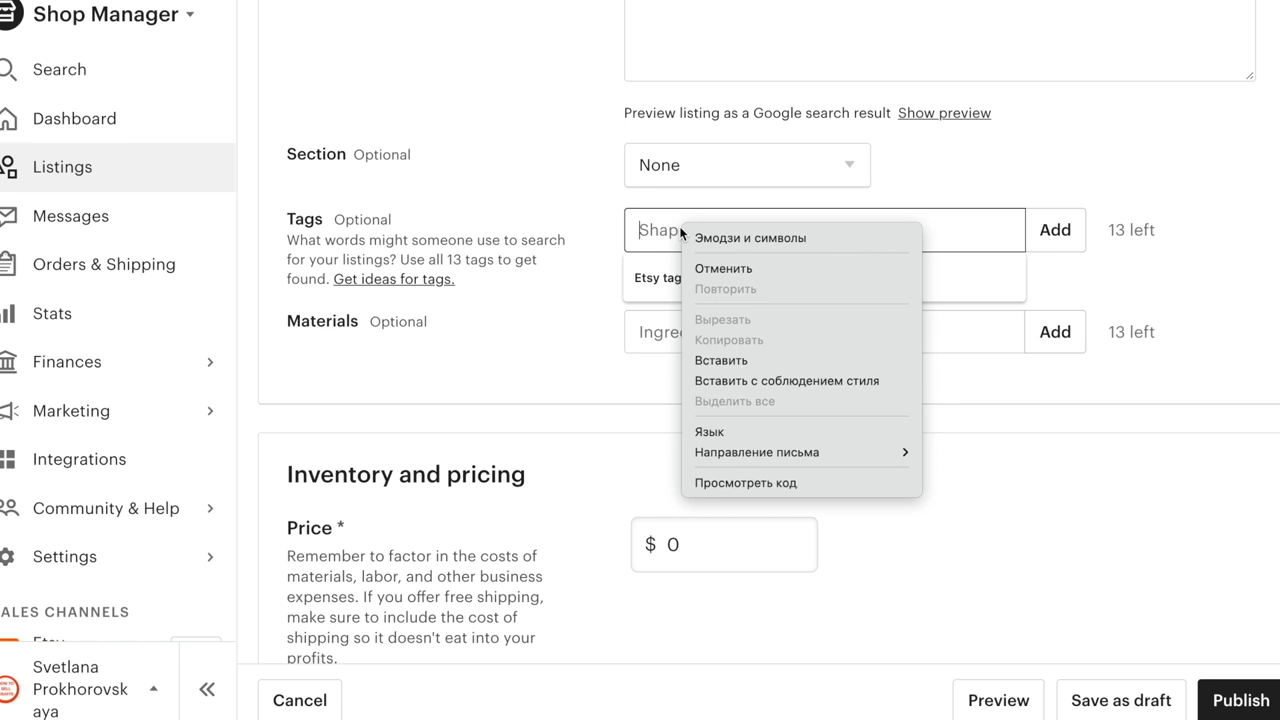 Shop Manager
Search
Dashboard
Listings
Messages
Orders & Shipping
Stats
Finances
Marketing
Integrations
Community & Help
Settings
ALES CHANNELS
Etsy
Svetlana
Prokhorovsk
aya
Preview listing as a Google search result Show preview
Section Optional
None
Tags Optional
What words might someone use to search
for your listings? Use all 13 tags to get
found. Get ideas for tags.
Shap
Add
13 left
Etsy tag
Materials Optional
Ingre
Add
13 left
Эмодзи и символы
Отменить
Повторить
Вырезать
Копировать
Вставить
Вставить с соблюдением стиля
Выделить все
Язык
Направление письма
Просмотреть код
Inventory and pricing
Price *
Remember to factor in the costs of
materials, labor, and other business
expenses. If you offer free shipping,
make sure to include the cost of
shipping so it doesn't eat into your
profits.
$ 0
Cancel
Preview
Save as draft
Publish